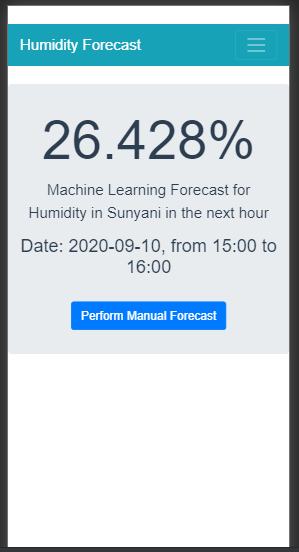 Humidity Forecast
26.428%
Machine Learning Forecast for
Humidity in Sunyani in the next hour
Date: 2020-09-10, from 15:00 to
16:00
Perform Manual Forecast